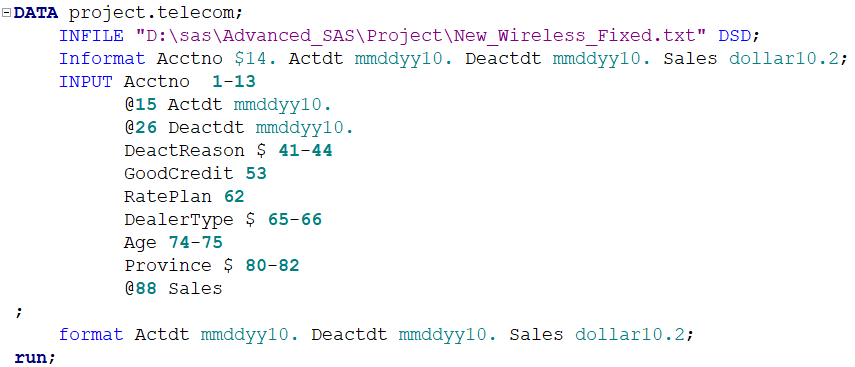 DATA project.telecom;
INFILE "D:\sas\Advanced_SAS\Project\New_Wireless_Fixed.txt" DSD;
Informat Acctno $14. Actdt mmddyy10. Deactdt mmddyy10. Sales dollar10.2;
INPUT Acctno  1-13
@15 Actdt mmddyy10.
@26 Deactdt mmddyy10.
DeactReason $ 41-44
GoodCredit 53
RatePlan 62
DealerType $ 65-66
Age 74-75
Province $ 80-82
@88 Sales
;
format Actdt mmddyy10. Deactdt mmddyy10. Sales dollar10.2;
run;